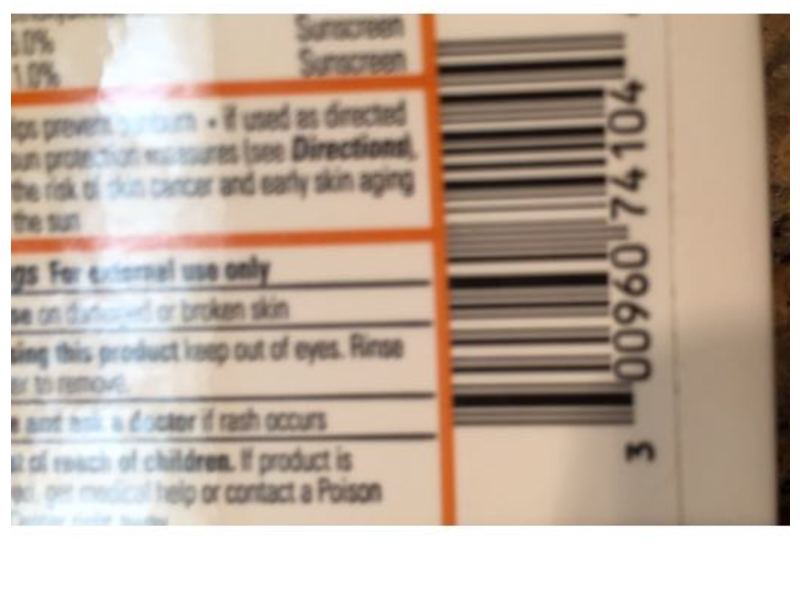 Sunscreen
1.0% Sunscreen
prevent sunburn • if used as directed
sun protection measures (see Directions),
the risk of skin cancer and early skin aging
the sun
For external use only
on damaged or broken skin
this product keep out of eyes. Rinse
to remove.
and ask a doctor if rash occurs
of reach of children. If product is
get medical help or contact a Poison
3 00960 74104